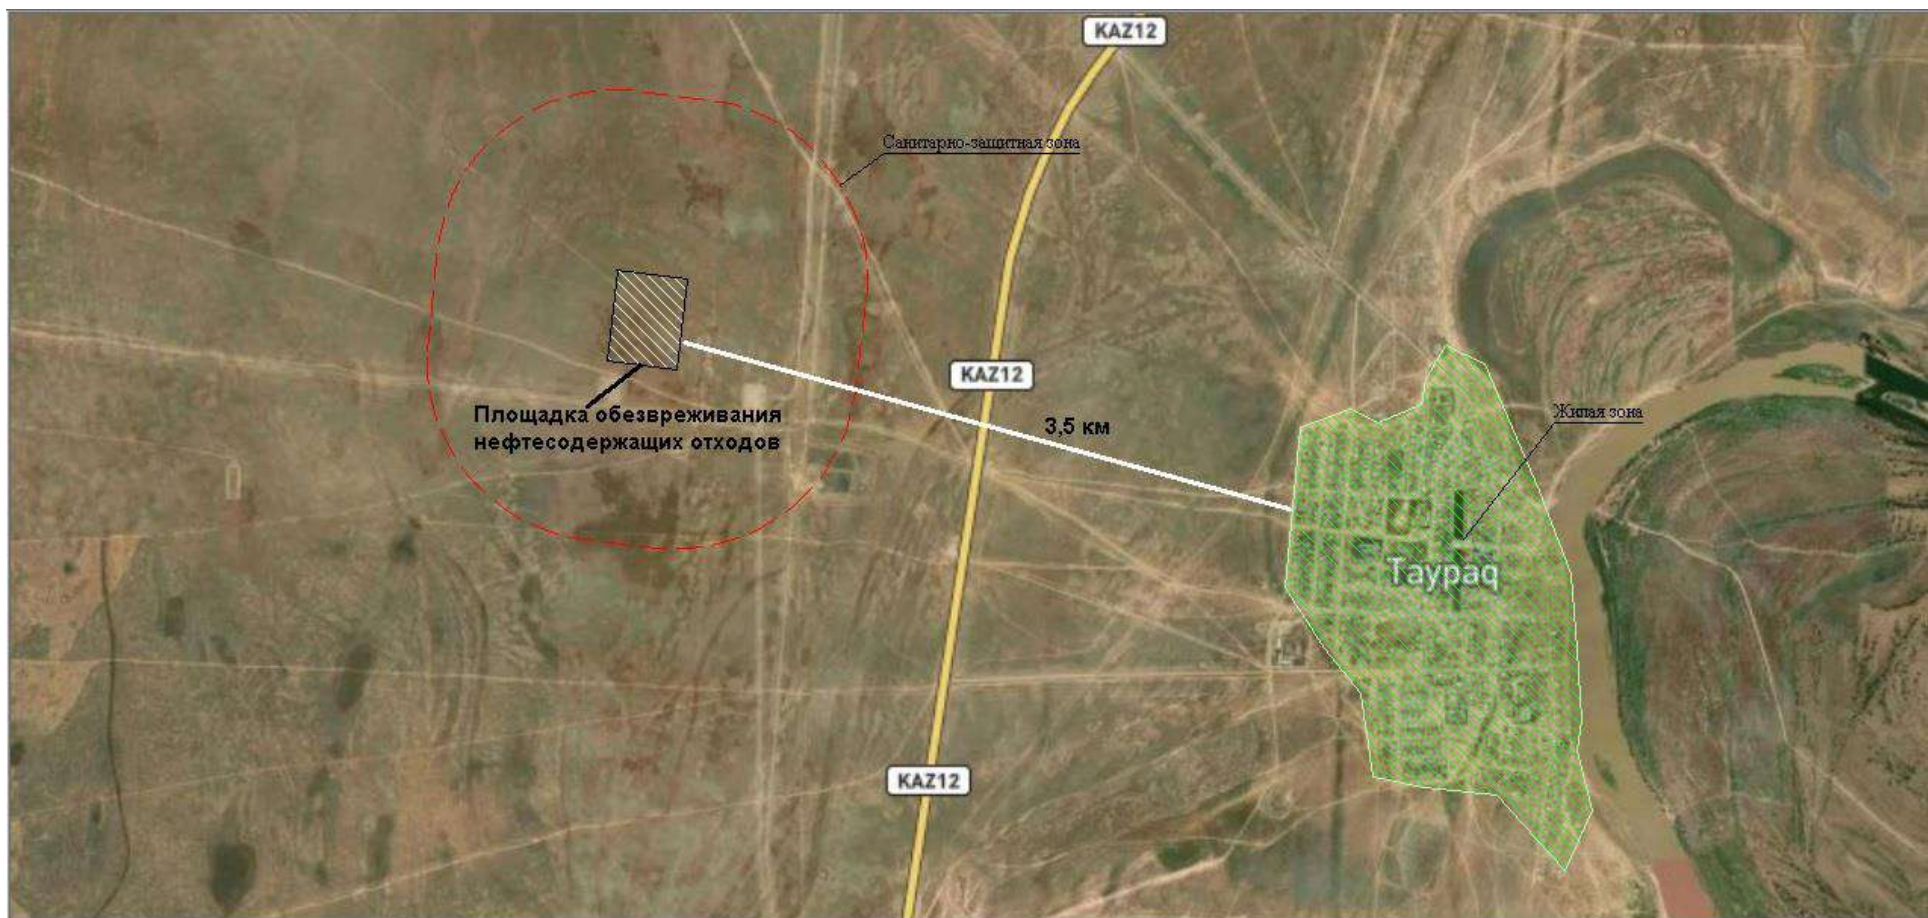 KAZ12
Санитарно-защитная зона
KAZ12
Площадка обезвреживания
нефтесодержащих отходов
3,5 км
Жилая зона
Taypaq
KAZ12